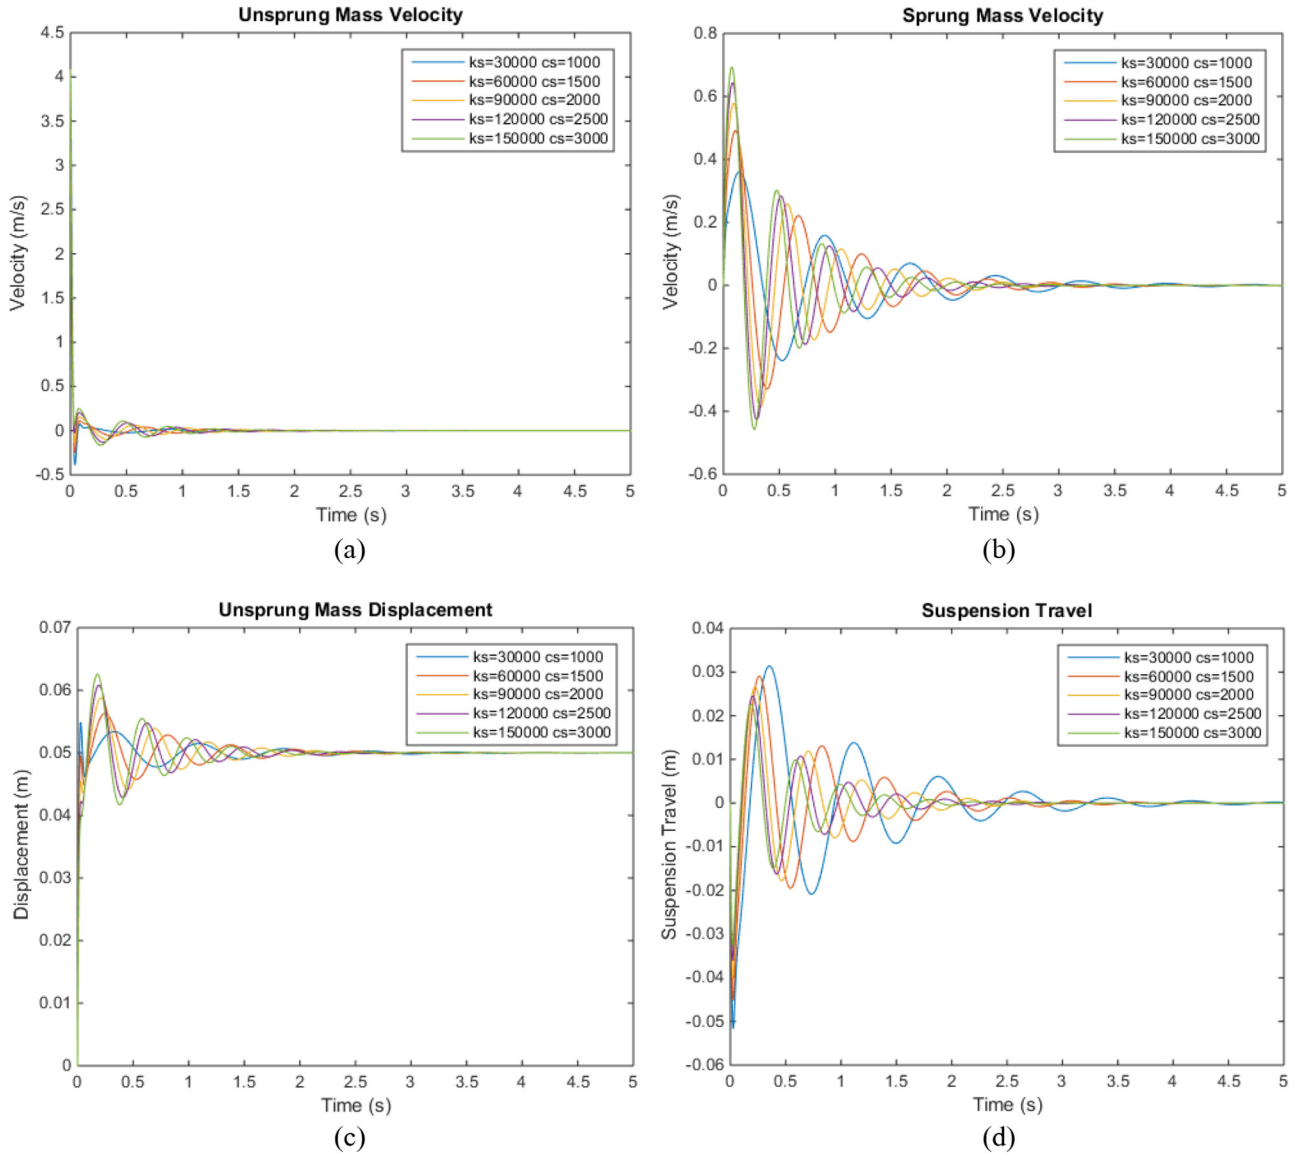 Unsprung Mass Velocity
4.5
4
3.5
3
2.5
2
1.5
1
0.5
0
-0.5
Velocity (m/s)
ks=30000 cs=1000
ks=60000 cs=1500
ks=90000 cs=2000
ks=120000 cs=2500
ks=150000 cs=3000
0 0.5 1 1.5 2 2.5 3 3.5 4 4.5 5
Time (s)
(a)
Sprung Mass Velocity
0.8
0.6
0.4
0.2
0
-0.2
-0.4
-0.6
Velocity (m/s)
ks=30000 cs=1000
ks=60000 cs=1500
ks=90000 cs=2000
ks=120000 cs=2500
ks=150000 cs=3000
0 0.5 1 1.5 2 2.5 3 3.5 4 4.5 5
Time (s)
(b)
Unsprung Mass Displacement
0.07
0.06
0.05
0.04
0.03
0.02
0.01
0
Displacement (m)
ks=30000 cs=1000
ks=60000 cs=1500
ks=90000 cs=2000
ks=120000 cs=2500
ks=150000 cs=3000
0 0.5 1 1.5 2 2.5 3 3.5 4 4.5 5
Time (s)
(c)
Suspension Travel
0.04
0.03
0.02
0.01
0
-0.01
-0.02
-0.03
-0.04
-0.05
-0.06
Suspension Travel (m)
ks=30000 cs=1000
ks=60000 cs=1500
ks=90000 cs=2000
ks=120000 cs=2500
ks=150000 cs=3000
0 0.5 1 1.5 2 2.5 3 3.5 4 4.5 5
Time (s)
(d)